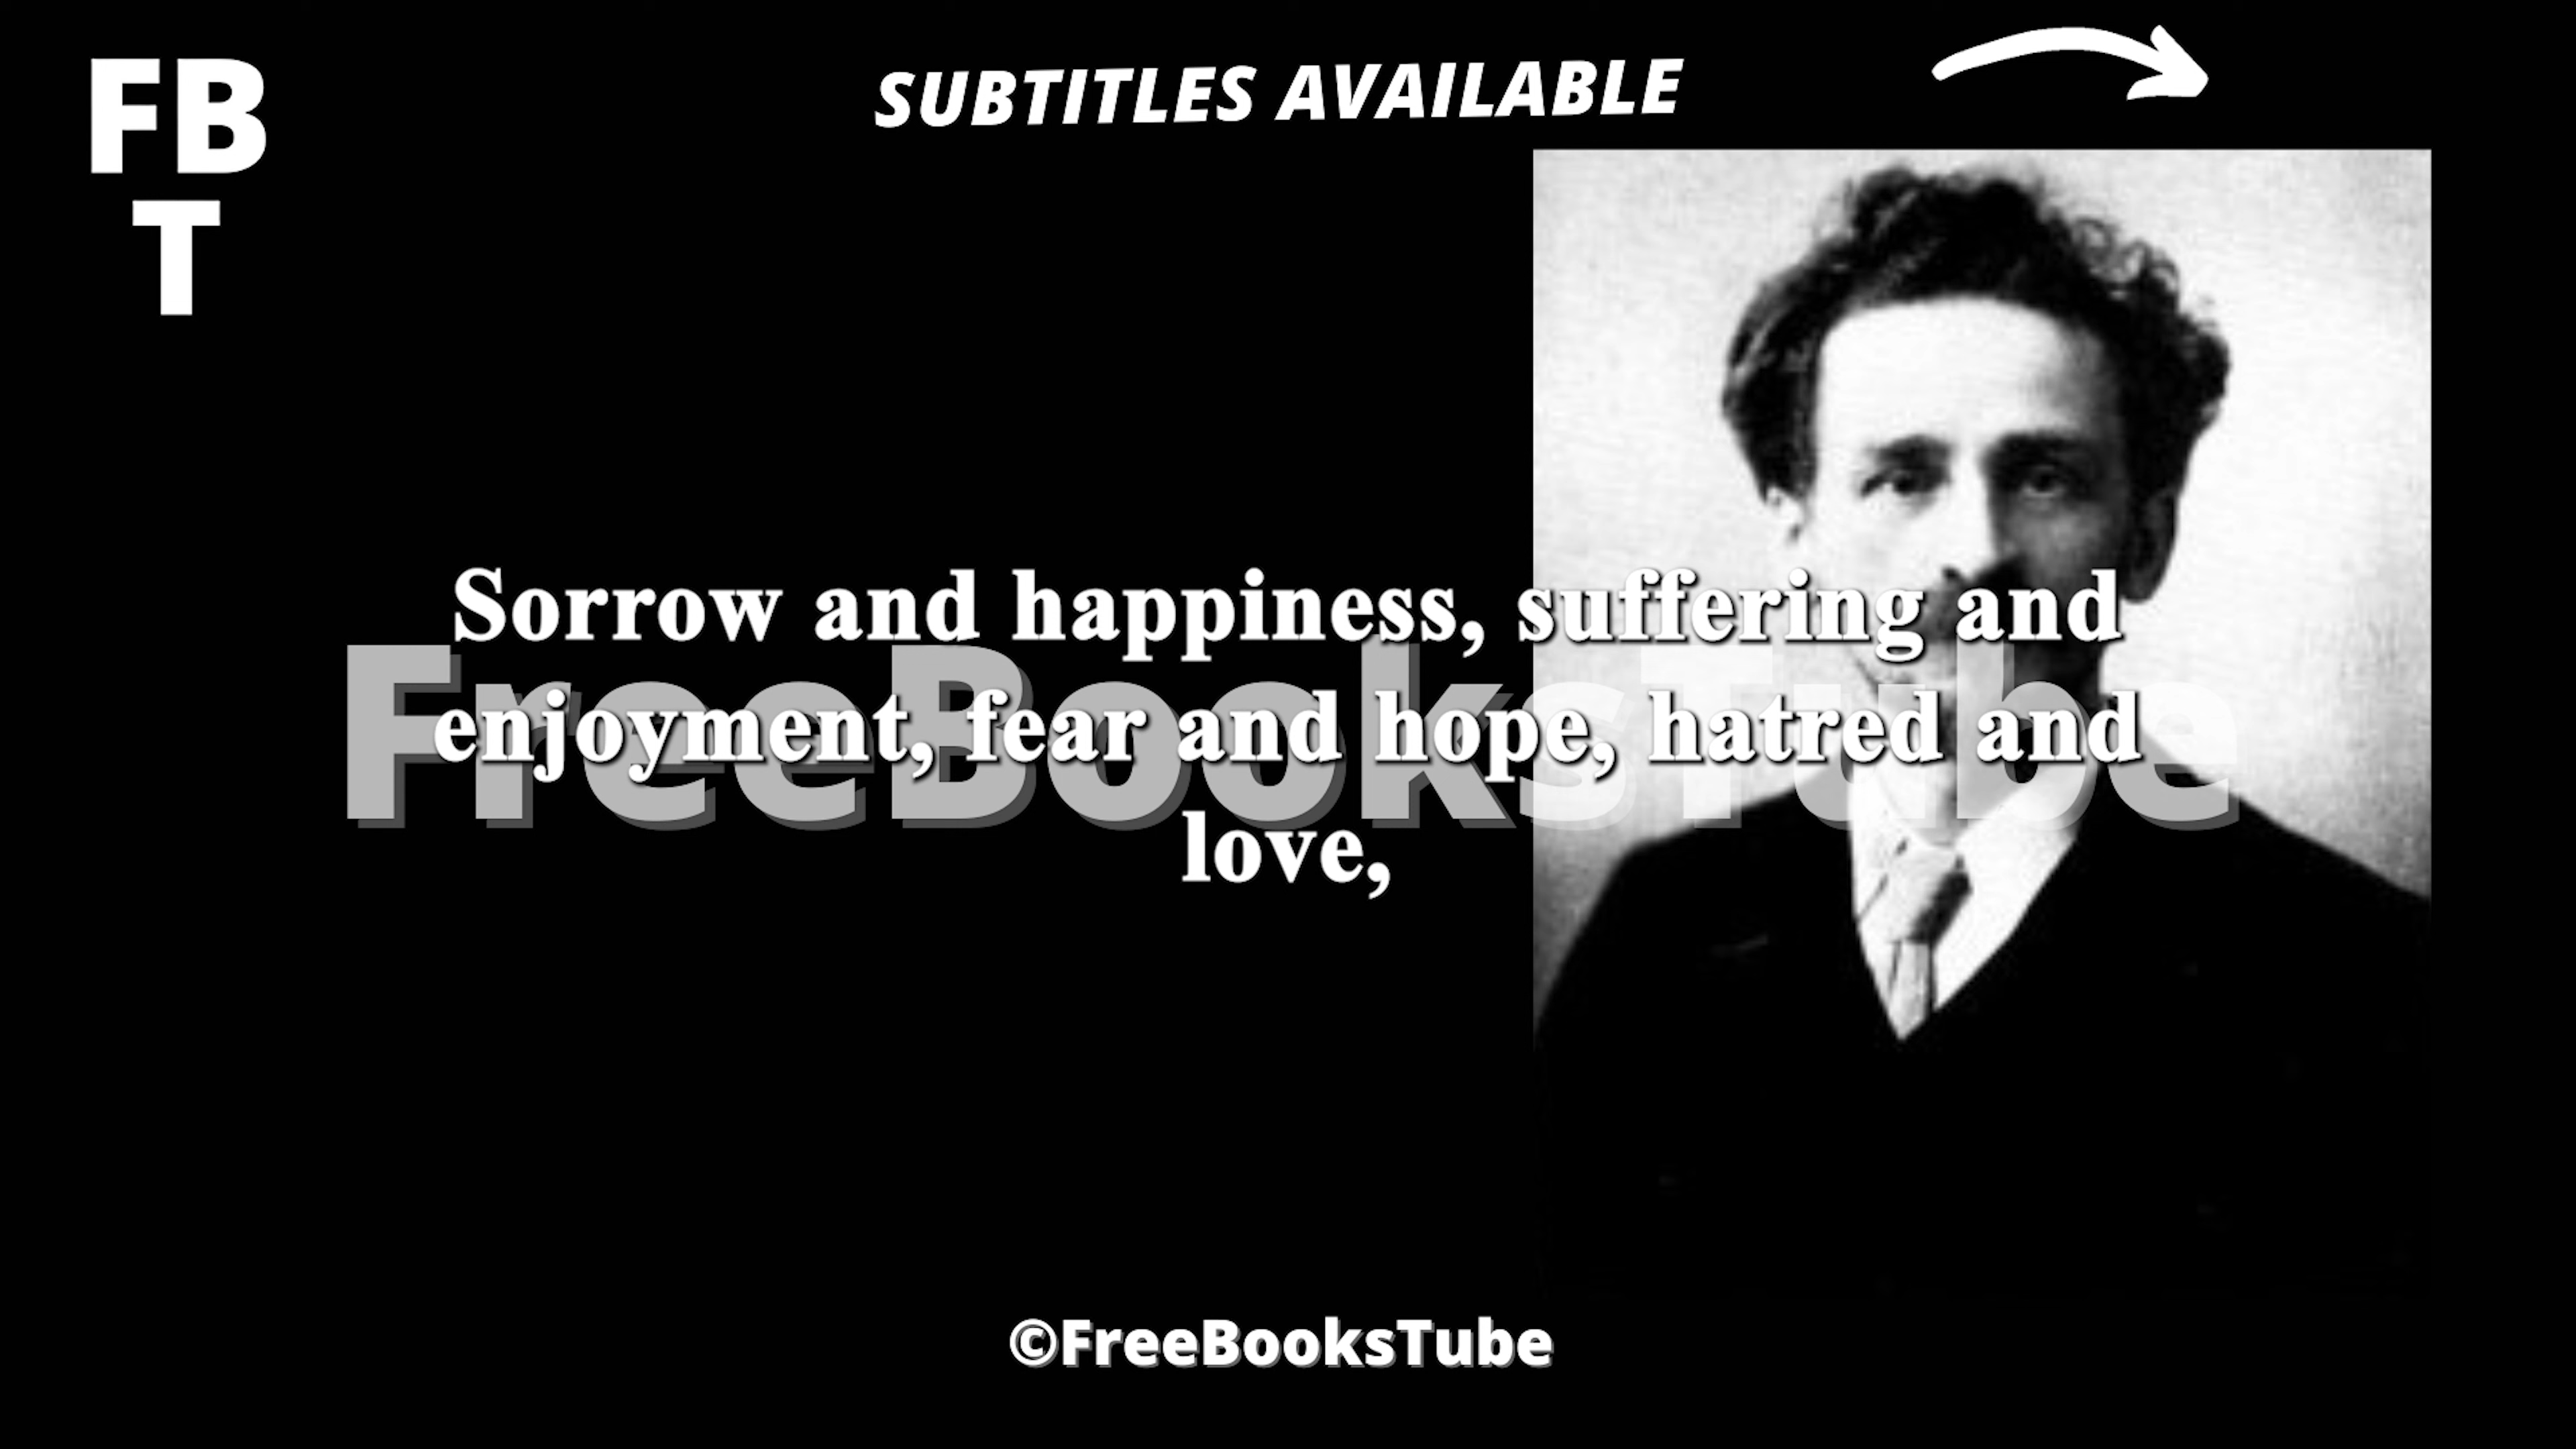 FB
T
SUBTITLES AVAILABLE
Sorrow and happiness, suffering and
enjoyment, fear and hope, hatred and
love,
FreeBooksTube
©FreeBooksTube